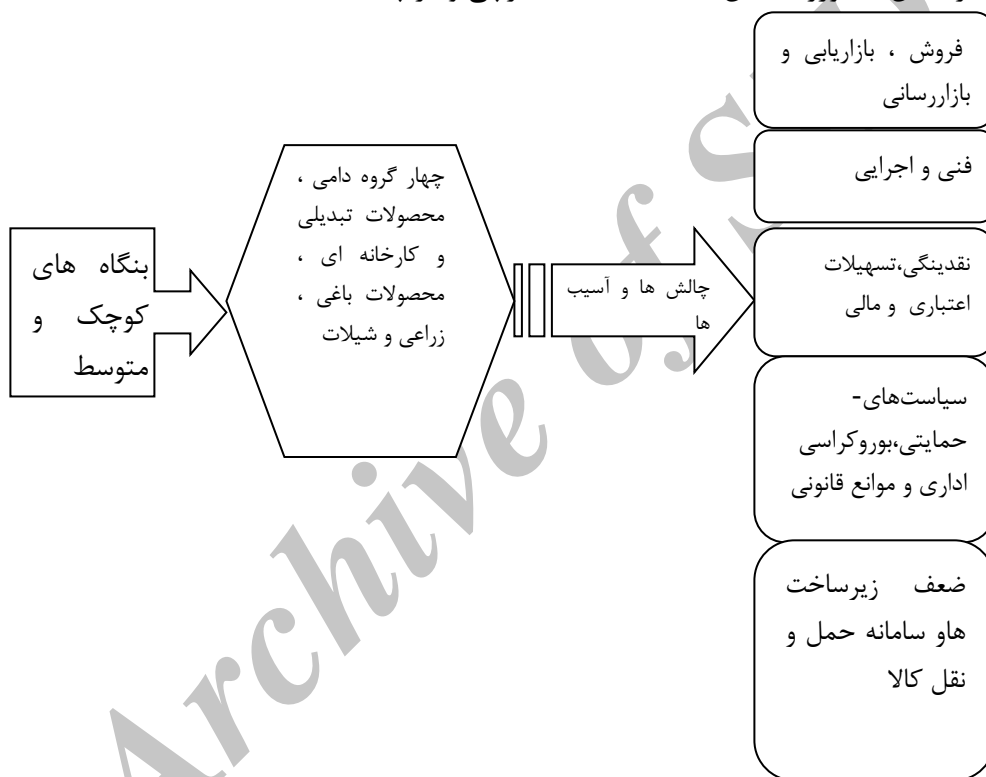 فروش ، بازاریابی و
بازاررسانی
فنی و اجرایی
نقدینگی،تسهیلات
اعتباری و مالی
سیاست‌های-
حمایتی،بوروکراسی
اداری و موانع قانونی
ضعف زیرساخت
هاو سامانه حمل و
نقل کالا
چالش ها و آسیب
ها
چهار گروه دامی ،
محصولات تبدیلی
و کارخانه ای ،
محصولات باغی ،
زراعی و شیلات
بنگاه های
کوچک و
متوسط
Archive of S